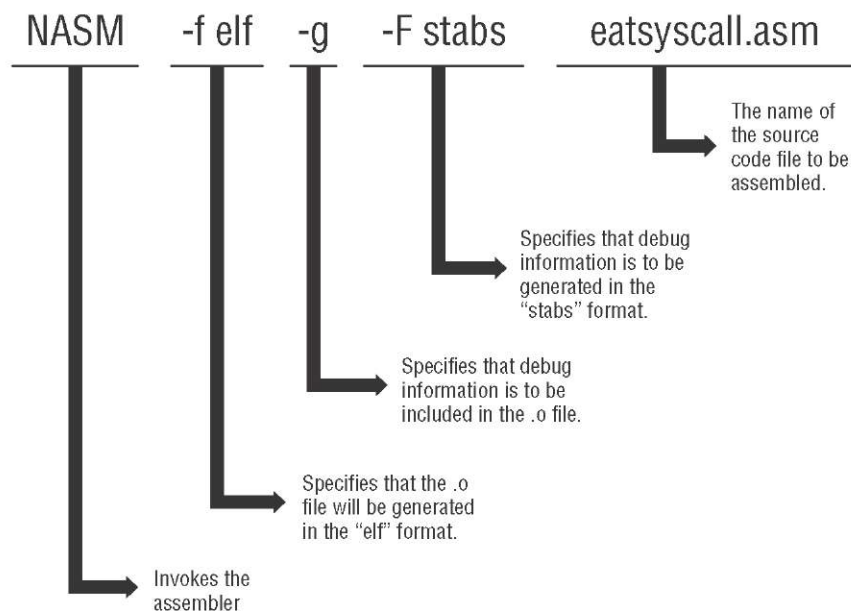 NASM -f elf -g -F stabs eatsyscall.asm
The name of
the source
code file to be
assembled.
Specifies that debug
information is to be
generated in the
“stabs” format.
Specifies that debug
information is to be
included in the .o file.
Specifies that the .o
file will be generated
in the “elf” format.
Invokes the
assembler